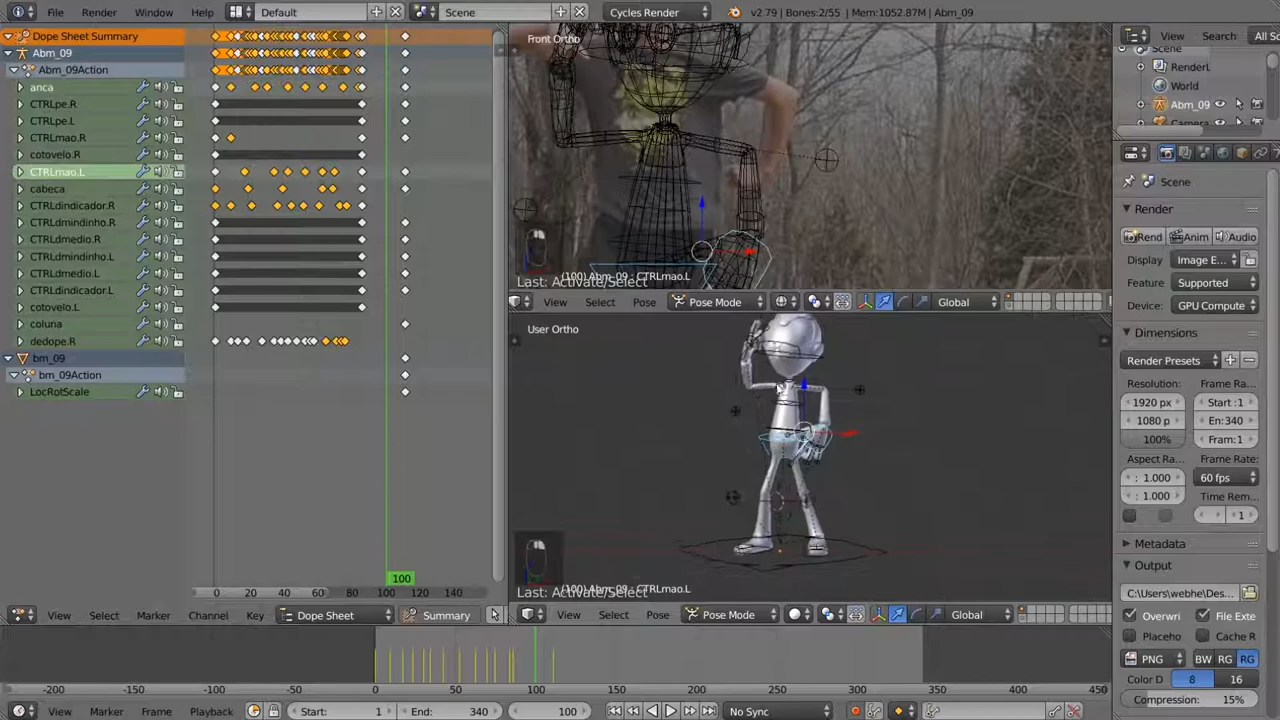 File Render Window Help Default Scene Cycles Render v2.79 | Bones:2/55 | Mem:1052.87M | Abm_09
Dope Sheet Summary
Abm_09
Abm_09Action
anca
CTRLpe.R
CTRLpe.L
CTRLmao.R
cotovelo.R
CTRLmao.L
cabeca
CTRLdindicador.R
CTRLdmindinho.R
CTRLdmedio.R
CTRLdmindinho.L
CTRLdmedio.L
CTRLdindicador.L
cotovelo.L
coluna
dedope.R
bm_09
bm_09Action
LocRotScale
100
0 20 40 60 80 120 140
View Select Marker Channel Key Dope Sheet Summary
Front Ortho
(100) Abm_09 : CTRLmao.L
Last: Activate/Select
View Select Pose Pose Mode Global
User Ortho
(100) Abm_09 : CTRLmao.L
Last: Activate/Select
View Select Pose Pose Mode Global
View Search All Sc
Scene
RenderL
World
Abm_09
Camera
Scene
Render
Rend Anim Audio
Display Image E...
Feature Supported
Device: GPU Compute
Dimensions
Render Presets
Resolution: Frame Ra...
1920 px Start :1
1080 p En:340
100% Fram:1
Aspect Ra... Frame Rate:
: 1.000 60 fps
: 1.000 Time Rem...
1
Metadata
Output
C:\Users\webhe\Des...
Overwri File Exte
Placeho Cache R
PNG BW RG RG
Color D 8 16
Compression: 15%
-200 -150 -100 -50 0 50 100 150 200 250 300 350 400 450
View Marker Frame Playback Start: 1 End: 340 100 No Sync